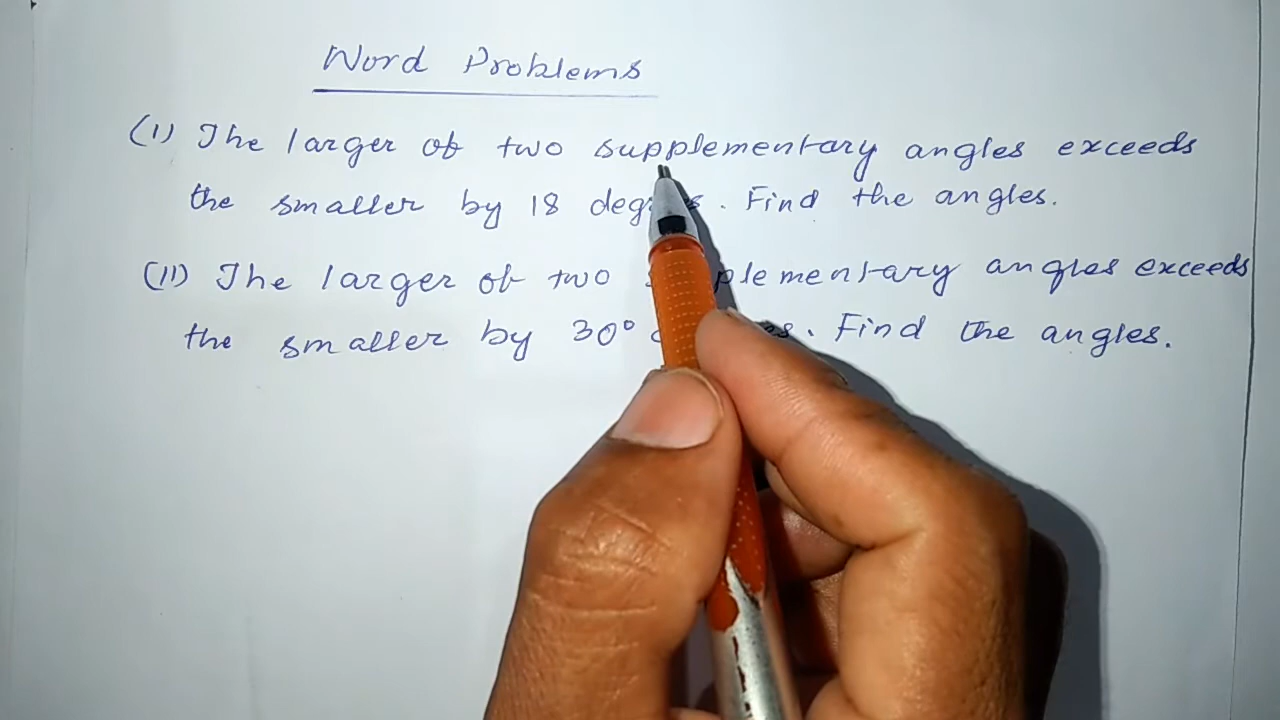 Word Problems
(I) The larger of two supplementary angles exceeds
the smaller by 18 . Find the angles.
(II) The larger of two angles exceeds
the smaller by 30° . Find the angles.